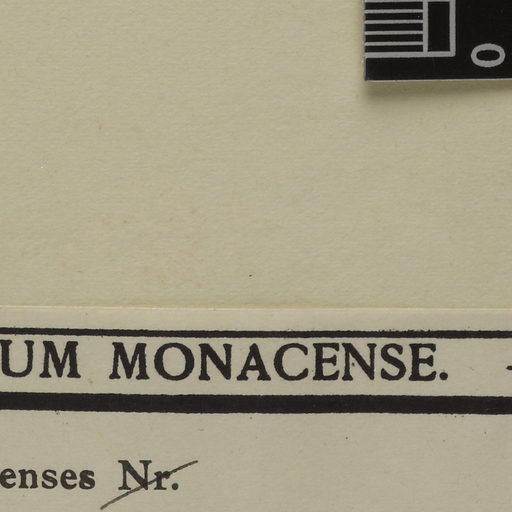 0
UM MONACENSE. -
enses Nr.